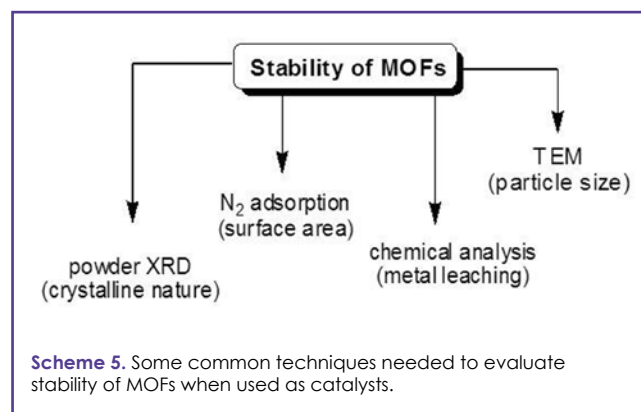 Stability of MOFs
TEM
(particle size)
N₂ adsorption
(surface area)
chemical analysis
(metal leaching)
powder XRD
(crystalline nature)
Scheme 5. Some common techniques needed to evaluate
stability of MOFs when used as catalysts.